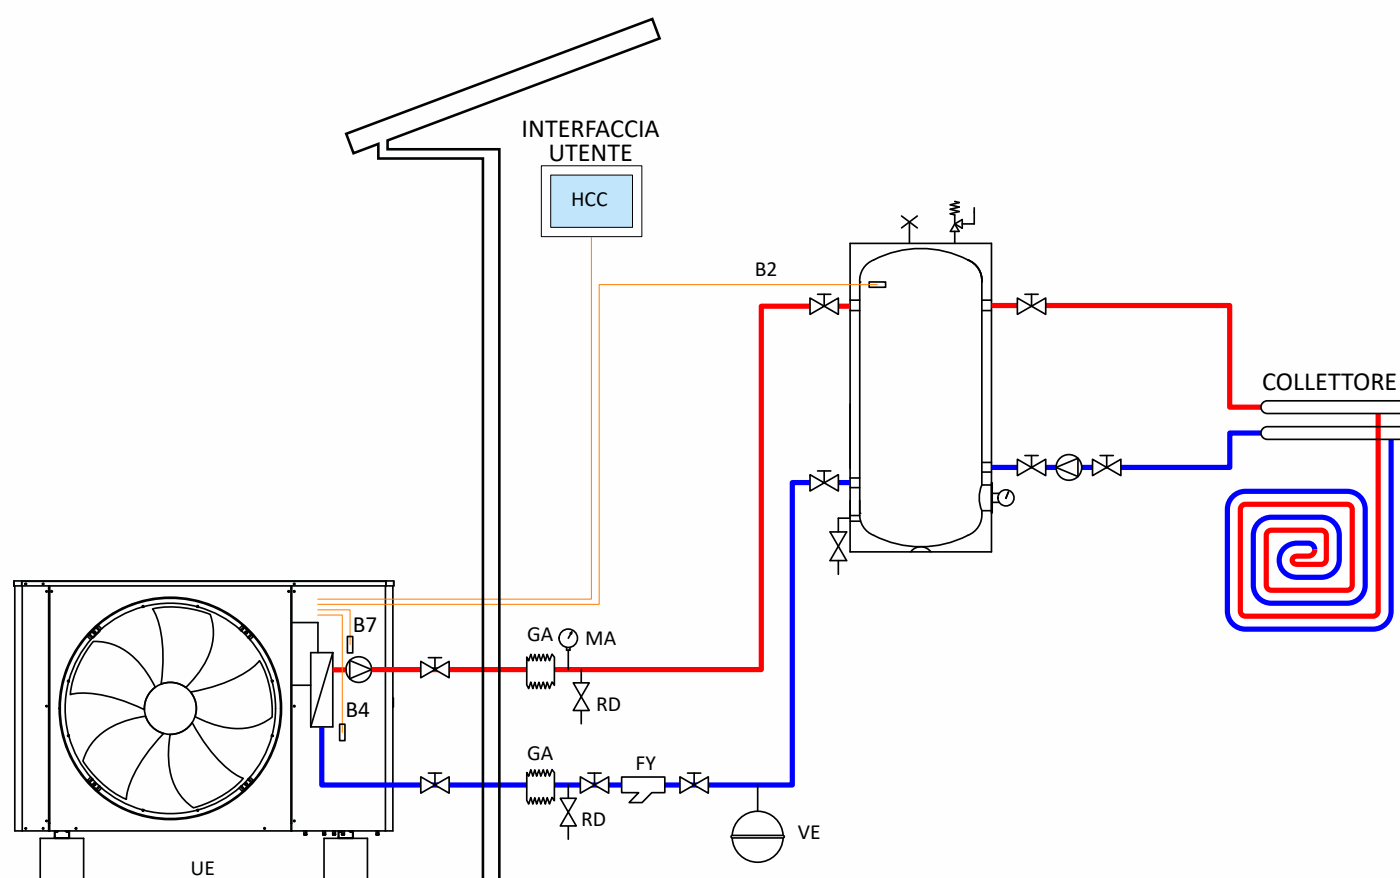 INTERFACCIA
UTENTE
HCC
B2
COLLETTORE
B7
GA
MA
RD
B4
GA
FY
RD
VE
UE